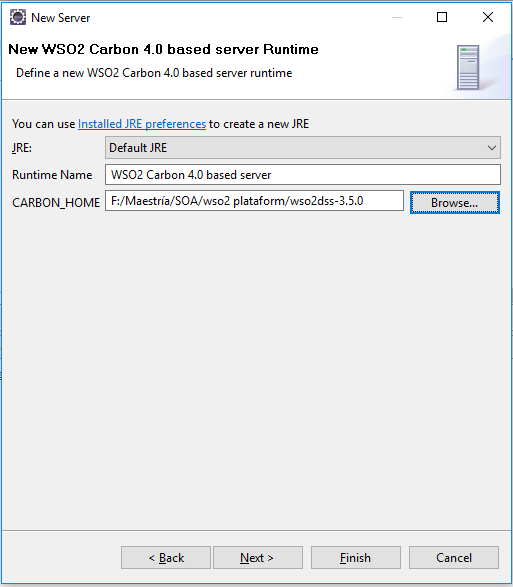 New Server
New WSO2 Carbon 4.0 based server Runtime
Define a new WSO2 Carbon 4.0 based server runtime
You can use Installed JRE preferences to create a new JRE
JRE: Default JRE
Runtime Name WSO2 Carbon 4.0 based server
CARBON_HOME F:/Maestría/SOA/wso2 plataform/wso2dss-3.5.0 Browse...
< Back Next > Finish Cancel